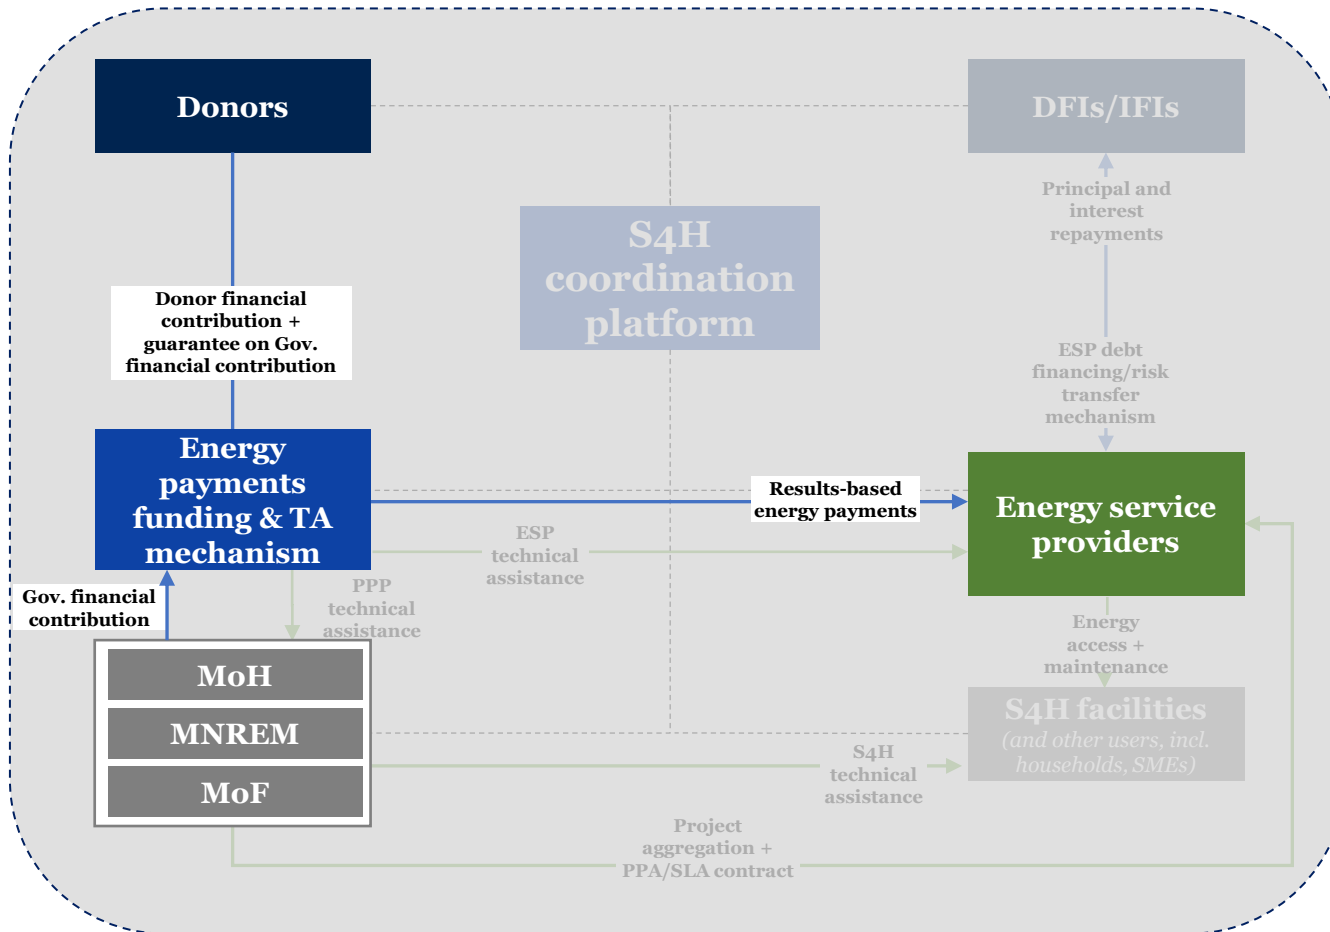 Donors
DFIs/IFIs
Principal and
interest
repayments
S4H
coordination
platform
Donor financial
contribution +
guarantee on Gov.
financial contribution
ESP debt
financing/risk
transfer
mechanism
Energy
payments
funding & TA
mechanism
Results-based
energy payments
Energy service
providers
ESP
technical
assistance
Gov. financial
contribution
PPP
technical
assistance
Energy
access +
maintenance
MoH
MNREM
MoF
S4H facilities
(and other users, incl.
households, SMEs)
S4H
technical
assistance
Project
aggregation +
PPA/SLA contract